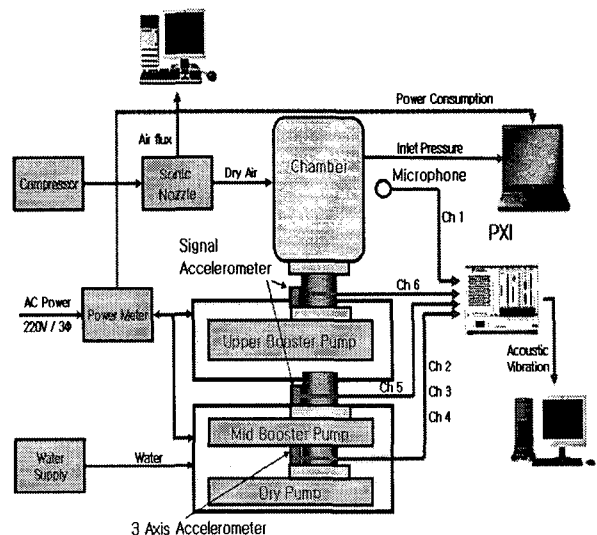 Power Consumption
Air flux
Inlet Pressure
Compressor
Sonic
Nozzle
Dry Air
Chamber
Microphone
Ch 1
PXI
Signal
Accelerometer
Ch 6
AC Power
220V / 3Φ
Power Meter
Upper Booster Pump
Ch 5
Ch 2
Ch 3
Ch 4
Acoustic
Vibration
Mid Booster Pump
Water
Supply
Water
Dry Pump
3 Axis Accelerometer